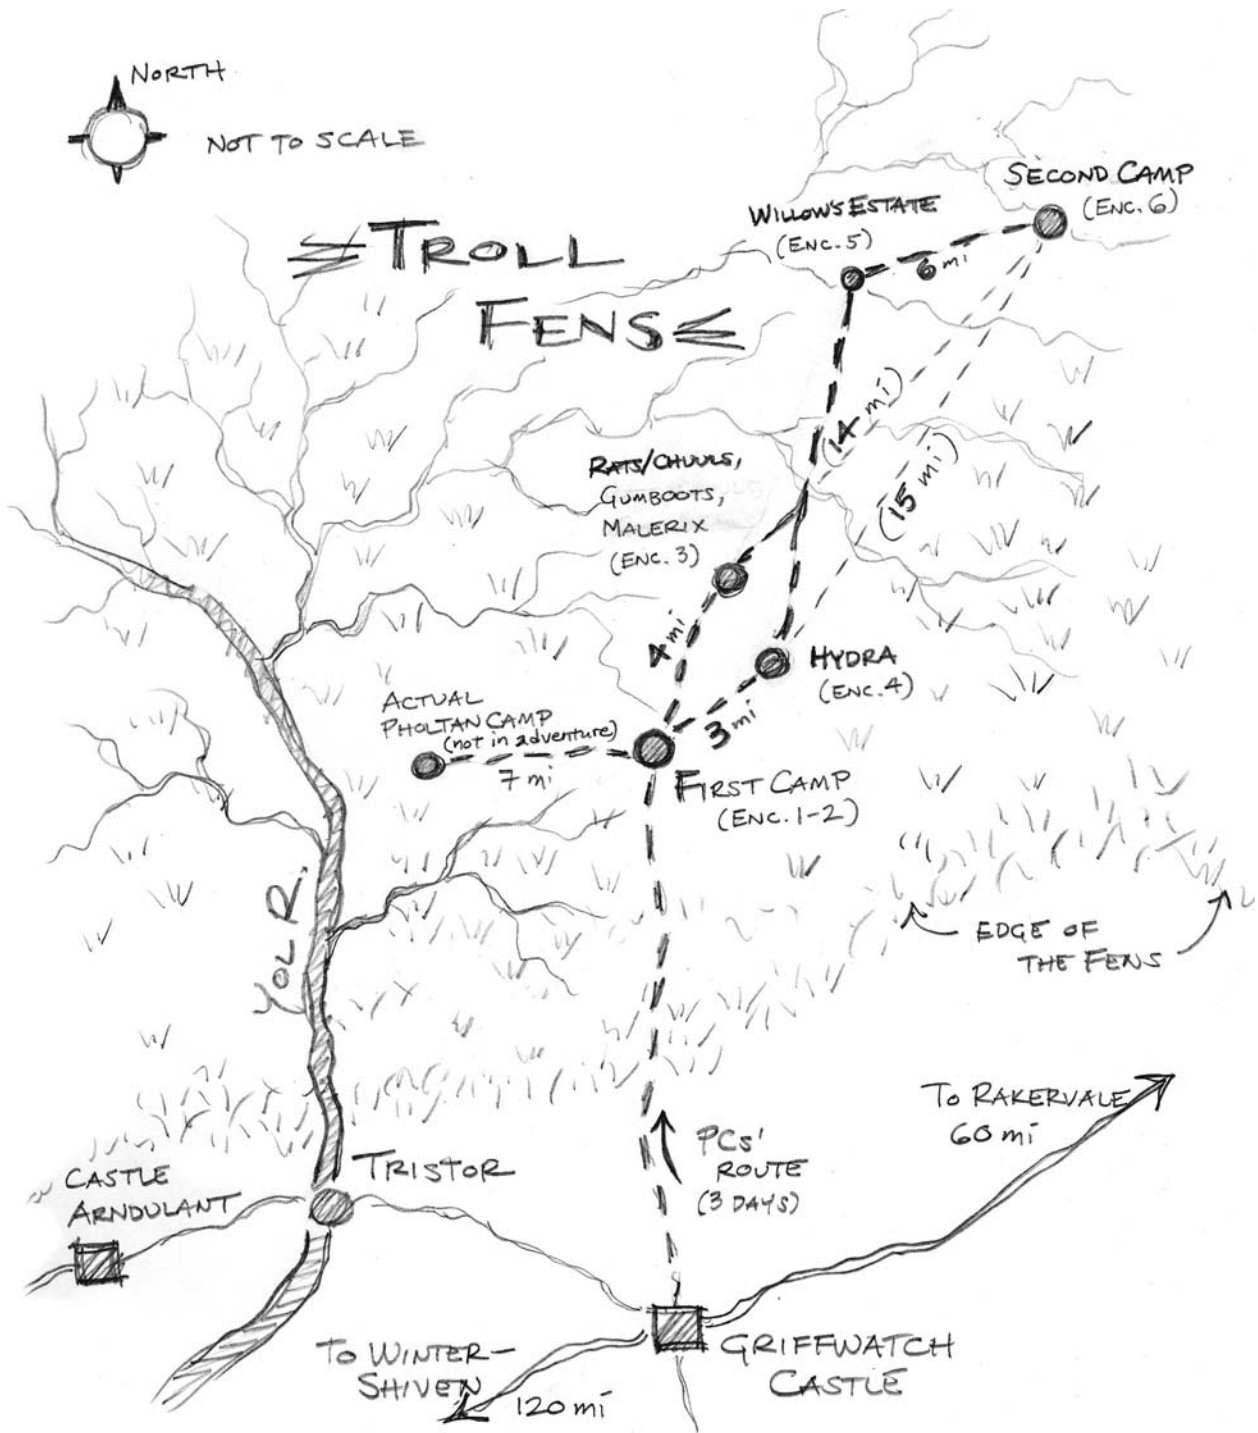 NORTH
NOT TO SCALE
TROLL
FENS
SECOND CAMP
(ENC. 6)
WILLOW'S ESTATE
(ENC. 5)
6 mi
(14 mi)
(15 mi)
RATS/CHUULS,
GUMBOOTS,
MALERIX
(ENC. 3)
4 mi
HYDRA
(ENC. 4)
3 mi
ACTUAL
PHOLTAN CAMP
(not in adventure)
7 mi
FIRST CAMP
(ENC. 1-2)
YOL R.
EDGE OF
THE FENS
TO RAKERVALE
60 mi
PCs'
ROUTE
(3 DAYS)
TRISTOR
CASTLE
ARNDULANT
GRIFFWATCH
CASTLE
TO WINTER-
SHIVEN
120 mi